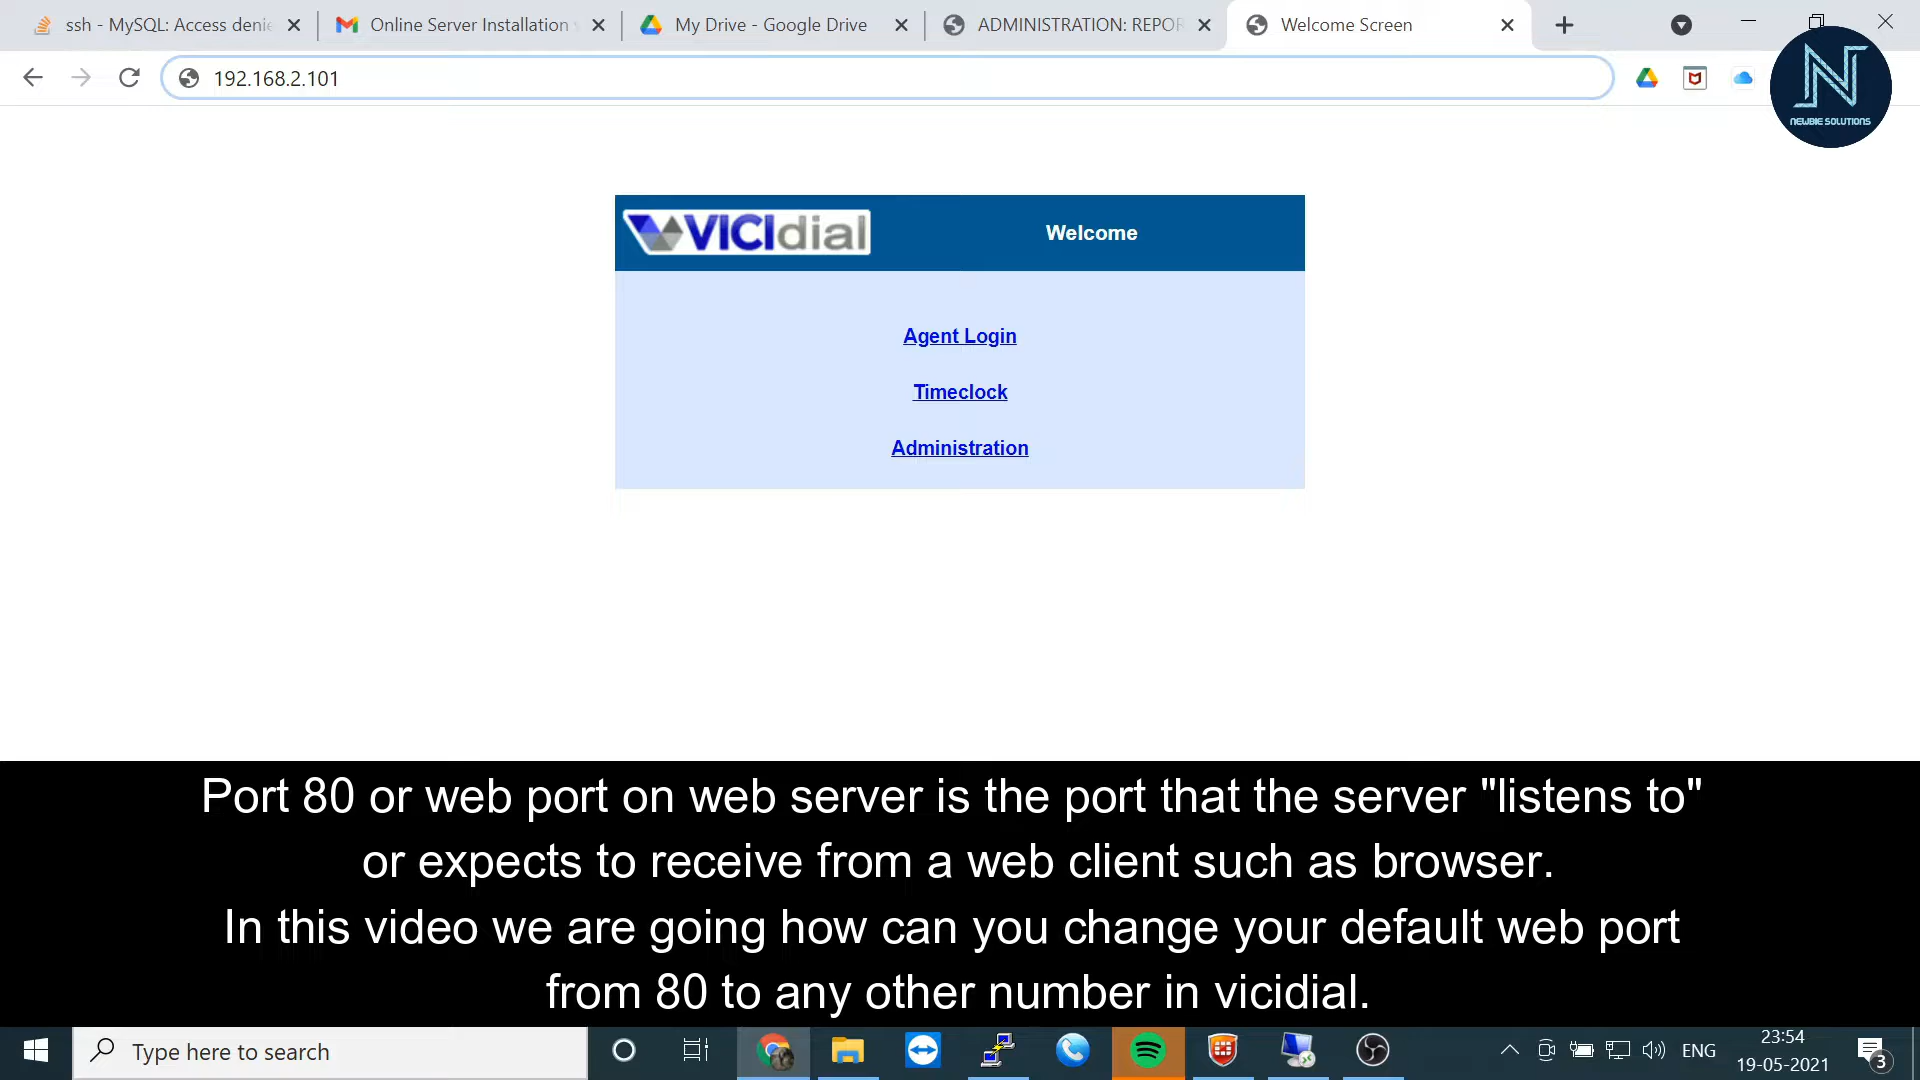 ssh - MySQL: Access denie
Online Server Installation
My Drive - Google Drive
ADMINISTRATION: REPOR
Welcome Screen
192.168.2.101
NEWBIE SOLUTIONS
VICIdial
Welcome
Agent Login
Timeclock
Administration
Port 80 or web port on web server is the port that the server "listens to"
or expects to receive from a web client such as browser.
In this video we are going how can you change your default web port
from 80 to any other number in vicidial.
Type here to search
ENG
23:54
19-05-2021
3